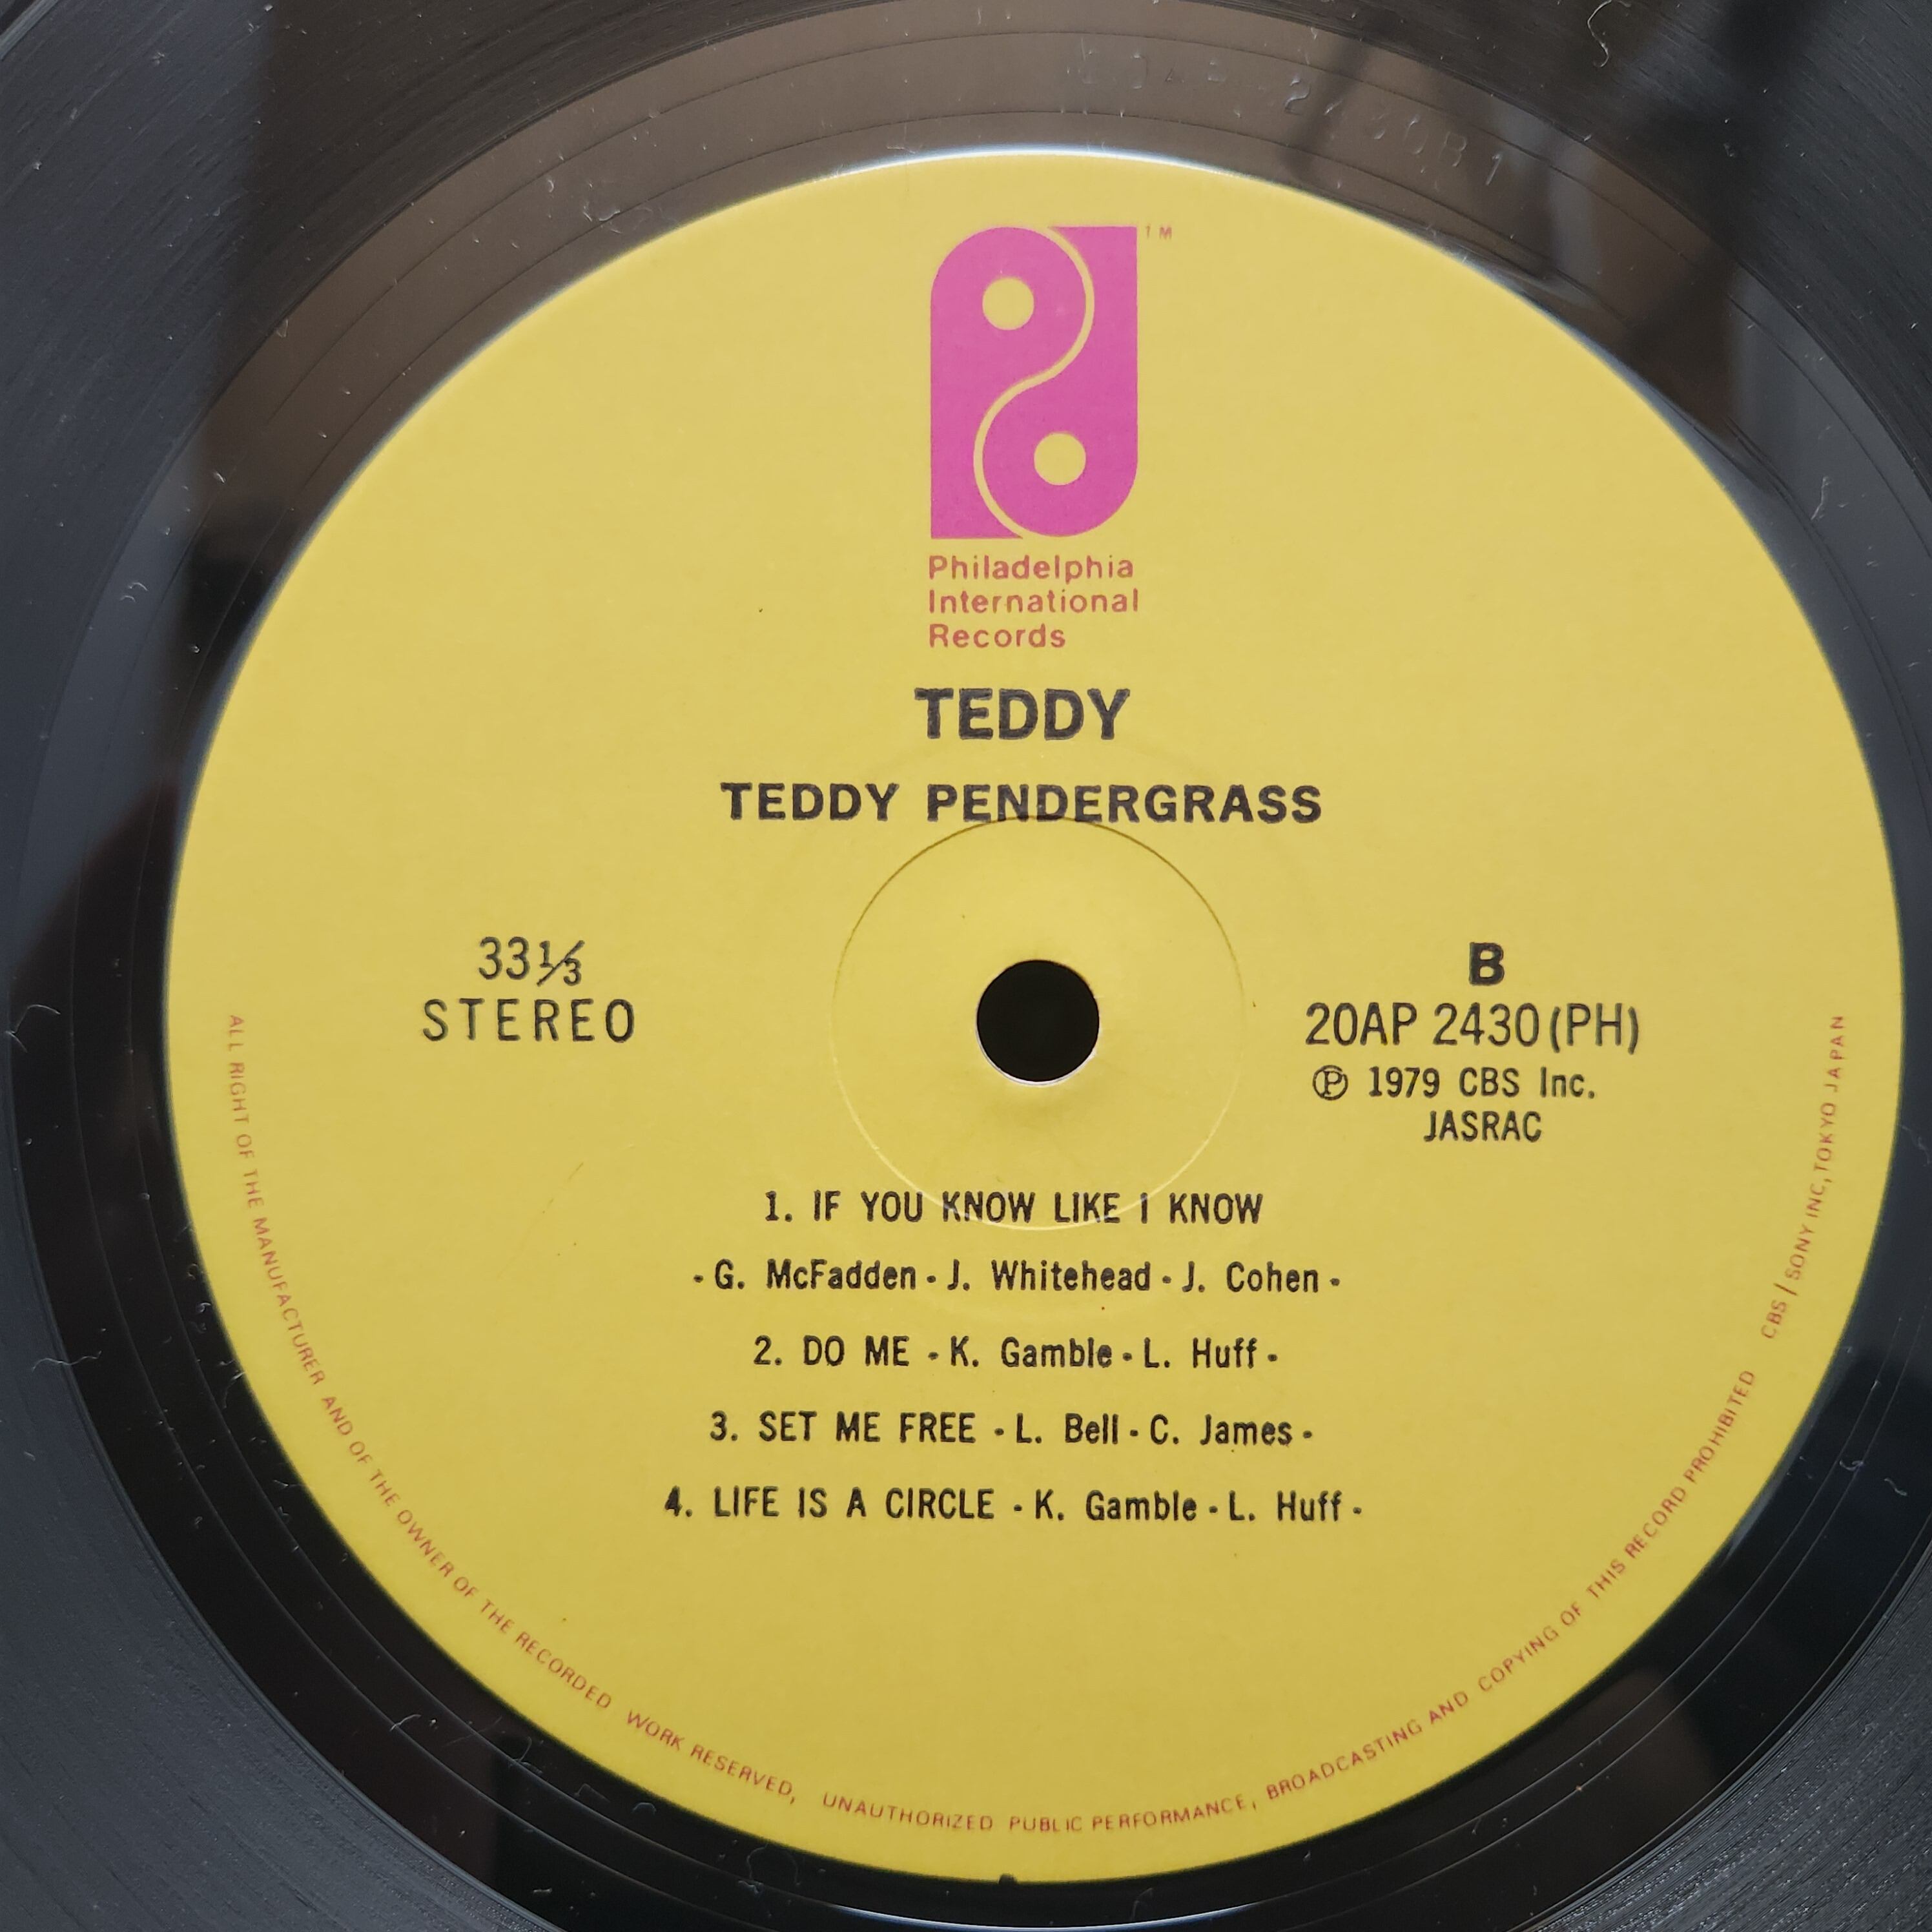 TM
Philadelphia
International
Records
TEDDY
TEDDY PENDERGRASS
33⅓
STEREO
B
20AP 2430 (PH)
Ⓟ 1979 CBS Inc.
JASRAC
1. IF YOU KNOW LIKE I KNOW
- G. McFadden - J. Whitehead - J. Cohen -
2. DO ME - K. Gamble - L. Huff -
3. SET ME FREE - L. Bell - C. James -
4. LIFE IS A CIRCLE - K. Gamble - L. Huff -
ALL RIGHT OF THE MANUFACTURER AND OF THE OWNER OF THE RECORDED WORK RESERVED, UNAUTHORIZED PUBLIC PERFORMANCE, BROADCASTING AND COPYING OF THIS RECORD PROHIBITED CBS/SONY INC, TOKYO JAPAN